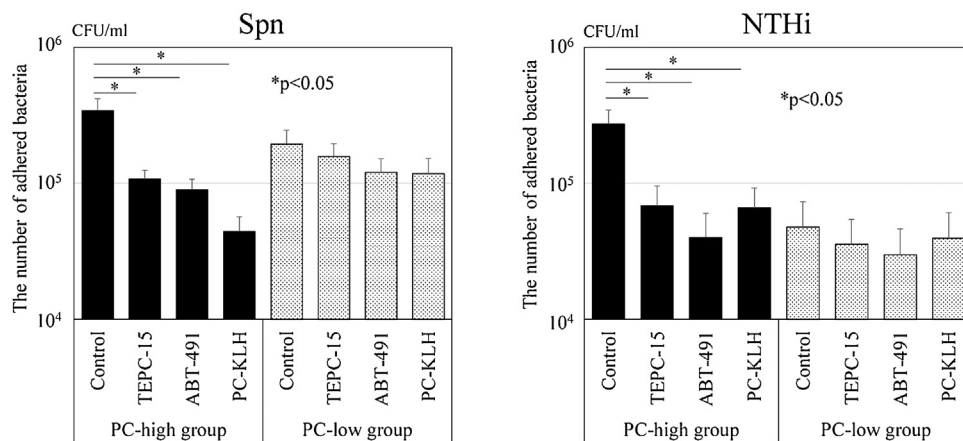 Spn
CFU/ml
The number of adhered bacteria
10⁶
10⁵
10⁴
*
*
*
*p<0.05
Control
TEPC-15
ABT-491
PC-KLH
Control
TEPC-15
ABT-491
PC-KLH
PC-high group
PC-low group
NTHi
CFU/ml
The number of adhered bacteria
10⁶
10⁵
10⁴
*
*
*
*p<0.05
Control
TEPC-15
ABT-491
PC-KLH
Control
TEPC-15
ABT-491
PC-KLH
PC-high group
PC-low group